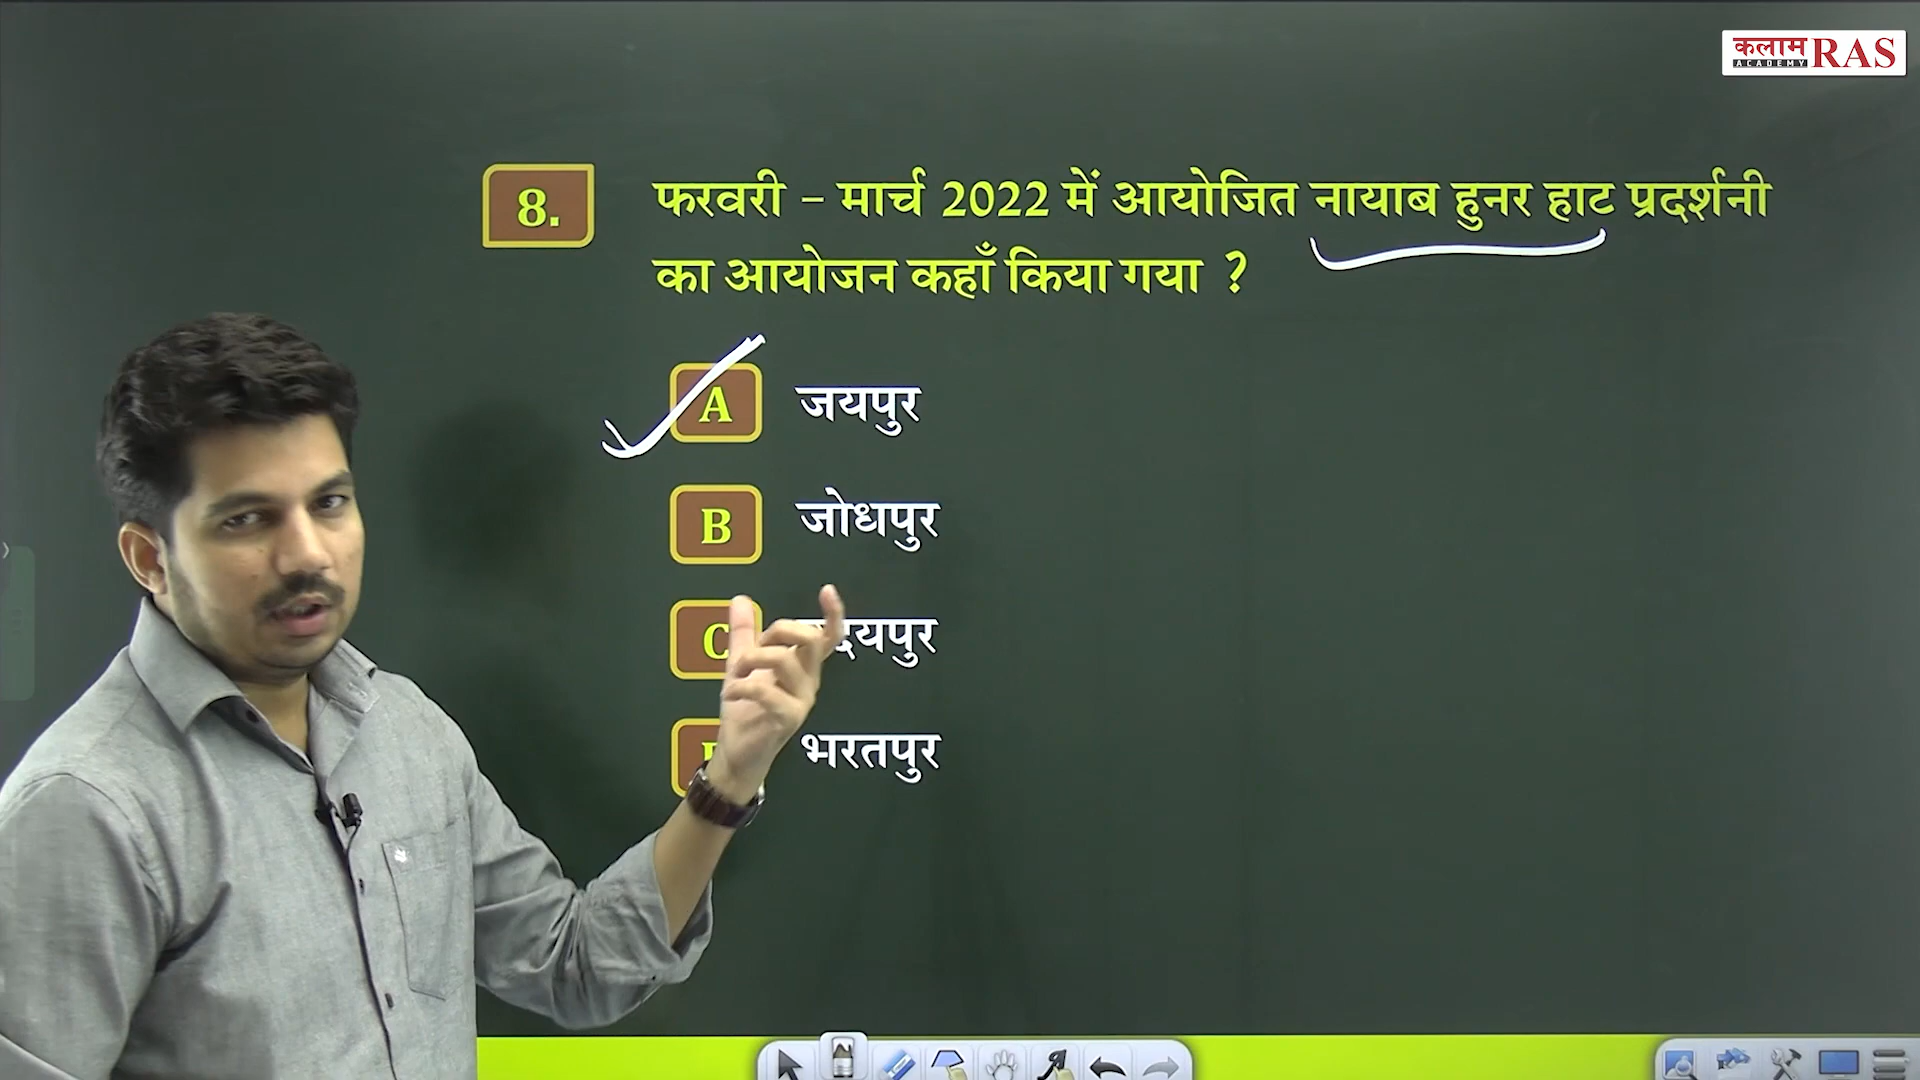 कलाम RAS
ACADEMY
8. फरवरी – मार्च 2022 में आयोजित नायाब हुनर हाट प्रदर्शनी
का आयोजन कहाँ किया गया ?
A जयपुर
B जोधपुर
C
भरतपुर